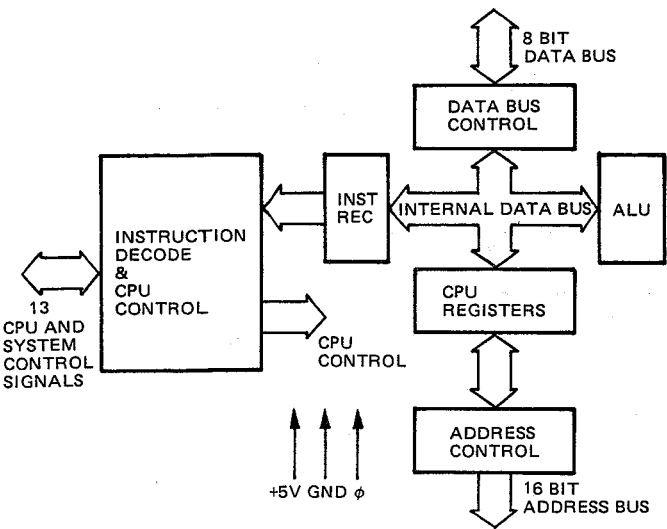 8 BIT
DATA BUS
DATA BUS
CONTROL
INST
REC
INTERNAL DATA BUS
ALU
INSTRUCTION
DECODE
&
CPU
CONTROL
13
CPU AND
SYSTEM
CONTROL
SIGNALS
CPU
REGISTERS
CPU
CONTROL
ADDRESS
CONTROL
+5V GND ϕ
16 BIT
ADDRESS BUS